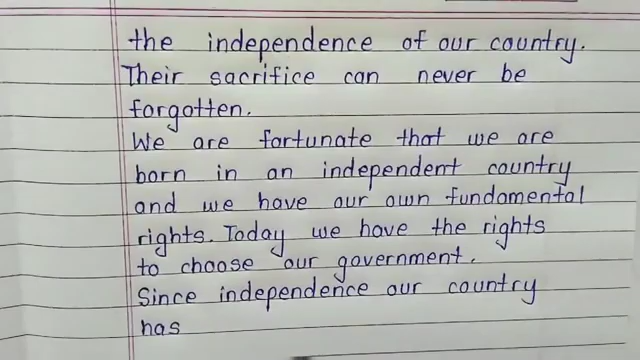 the independence of our country.
Their sacrifice can never be
forgotten.
We are fortunate that we are
born in an independent country
and we have our own fundamental
rights. Today we have the rights
to choose our government.
Since independence our country
has